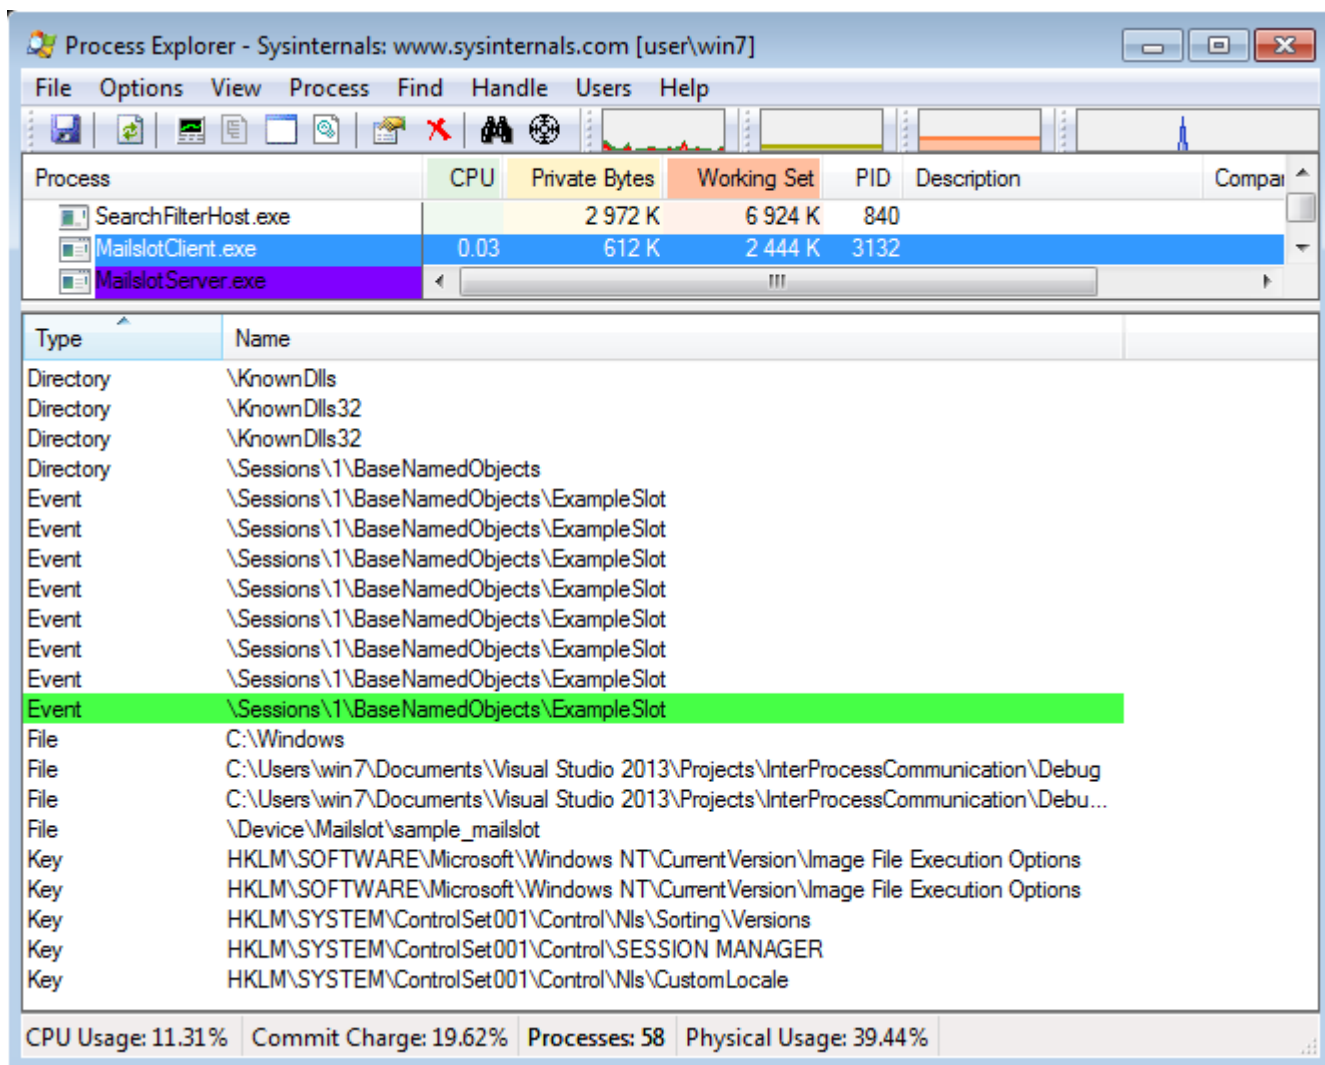 Process Explorer - Sysinternals: www.sysinternals.com [user\win7]
File Options View Process Find Handle Users Help
Process CPU Private Bytes Working Set PID Description Compai
SearchFilterHost.exe 2 972 K 6 924 K 840
MailslotClient.exe 0.03 612 K 2 444 K 3132
MailslotServer.exe
Type Name
Directory \KnownDlls
Directory \KnownDlls32
Directory \KnownDlls32
Directory \Sessions\1\BaseNamedObjects
Event \Sessions\1\BaseNamedObjects\ExampleSlot
Event \Sessions\1\BaseNamedObjects\ExampleSlot
Event \Sessions\1\BaseNamedObjects\ExampleSlot
Event \Sessions\1\BaseNamedObjects\ExampleSlot
Event \Sessions\1\BaseNamedObjects\ExampleSlot
Event \Sessions\1\BaseNamedObjects\ExampleSlot
Event \Sessions\1\BaseNamedObjects\ExampleSlot
Event \Sessions\1\BaseNamedObjects\ExampleSlot
File C:\Windows
File C:\Users\win7\Documents\Visual Studio 2013\Projects\InterProcessCommunication\Debug
File C:\Users\win7\Documents\Visual Studio 2013\Projects\InterProcessCommunication\Debu...
File \Device\Mailslot\sample_mailslot
Key HKLM\SOFTWARE\Microsoft\Windows NT\CurrentVersion\Image File Execution Options
Key HKLM\SOFTWARE\Microsoft\Windows NT\CurrentVersion\Image File Execution Options
Key HKLM\SYSTEM\ControlSet001\Control\Nls\Sorting\Versions
Key HKLM\SYSTEM\ControlSet001\Control\SESSION MANAGER
Key HKLM\SYSTEM\ControlSet001\Control\Nls\CustomLocale
CPU Usage: 11.31% Commit Charge: 19.62% Processes: 58 Physical Usage: 39.44%